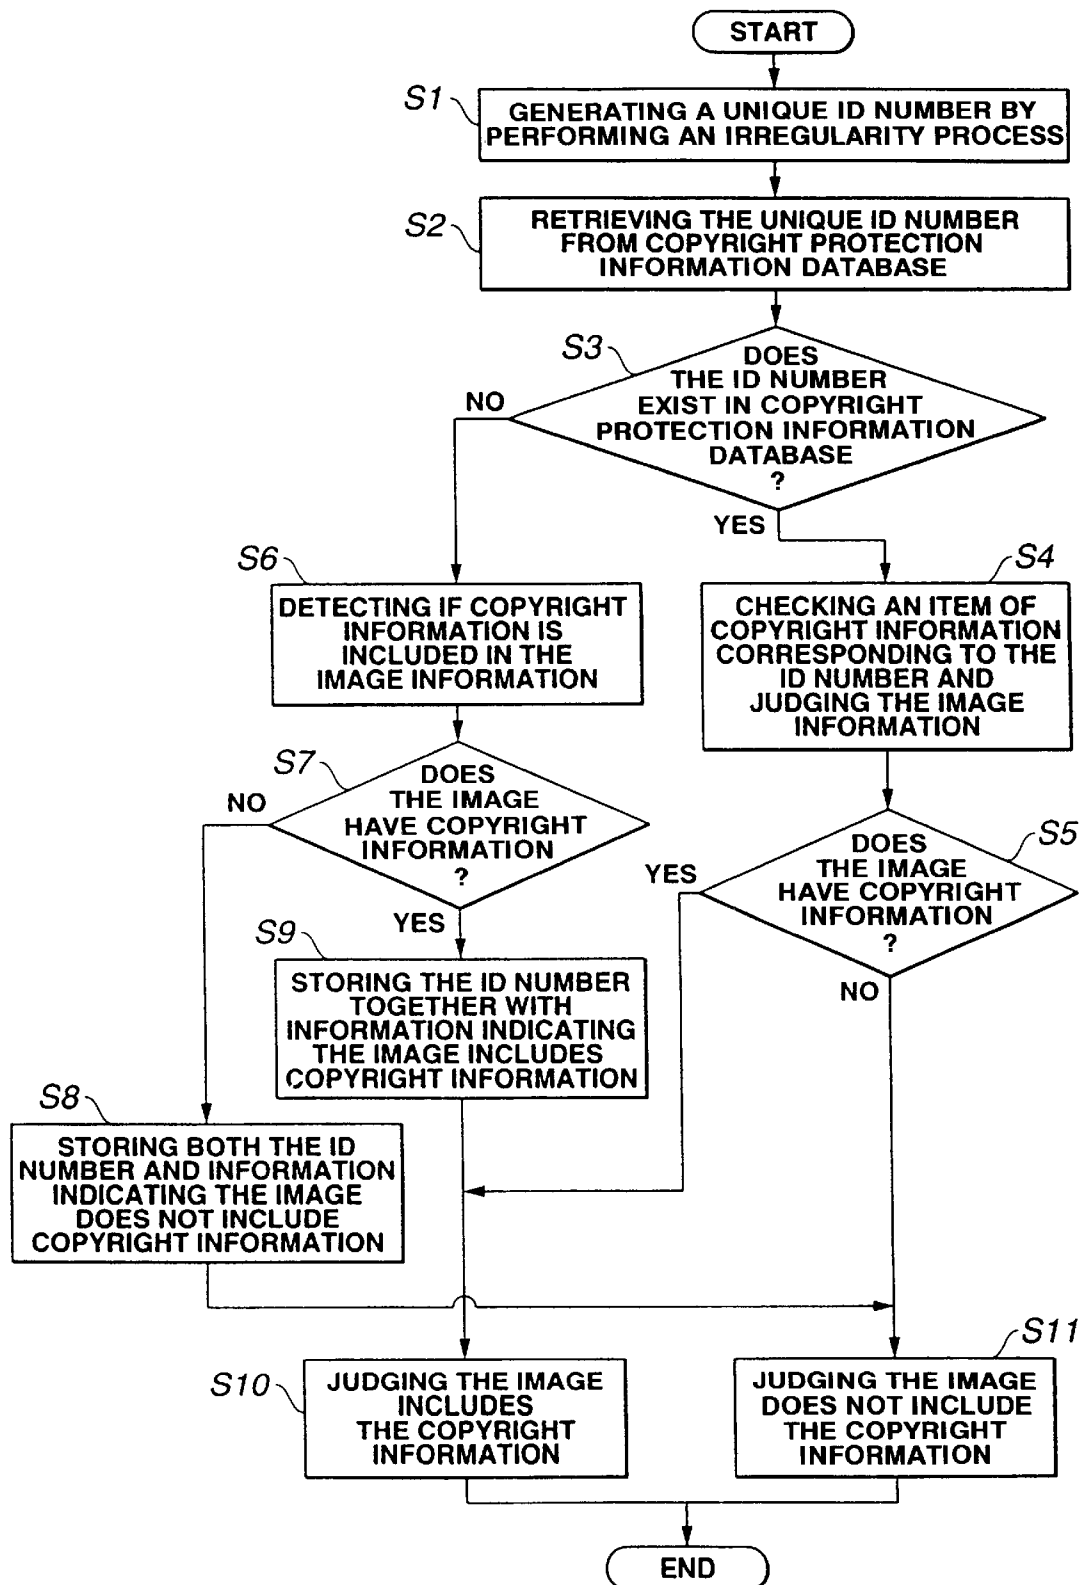 START
S1
GENERATING A UNIQUE ID NUMBER BY
PERFORMING AN IRREGULARITY PROCESS
S2
RETRIEVING THE UNIQUE ID NUMBER
FROM COPYRIGHT PROTECTION
INFORMATION DATABASE
S3
DOES
THE ID NUMBER
EXIST IN COPYRIGHT
PROTECTION INFORMATION
DATABASE
?
NO
YES
S6
DETECTING IF COPYRIGHT
INFORMATION IS
INCLUDED IN THE
IMAGE INFORMATION
S4
CHECKING AN ITEM OF
COPYRIGHT INFORMATION
CORRESPONDING TO THE
ID NUMBER AND
JUDGING THE IMAGE
INFORMATION
S7
DOES
THE IMAGE
HAVE COPYRIGHT
INFORMATION
?
NO
YES
S5
DOES
THE IMAGE
HAVE COPYRIGHT
INFORMATION
?
YES
NO
S9
STORING THE ID NUMBER
TOGETHER WITH
INFORMATION INDICATING
THE IMAGE INCLUDES
COPYRIGHT INFORMATION
S8
STORING BOTH THE ID
NUMBER AND INFORMATION
INDICATING THE IMAGE
DOES NOT INCLUDE
COPYRIGHT INFORMATION
S10
JUDGING THE IMAGE
INCLUDES
THE COPYRIGHT
INFORMATION
S11
JUDGING THE IMAGE
DOES NOT INCLUDE
THE COPYRIGHT
INFORMATION
END